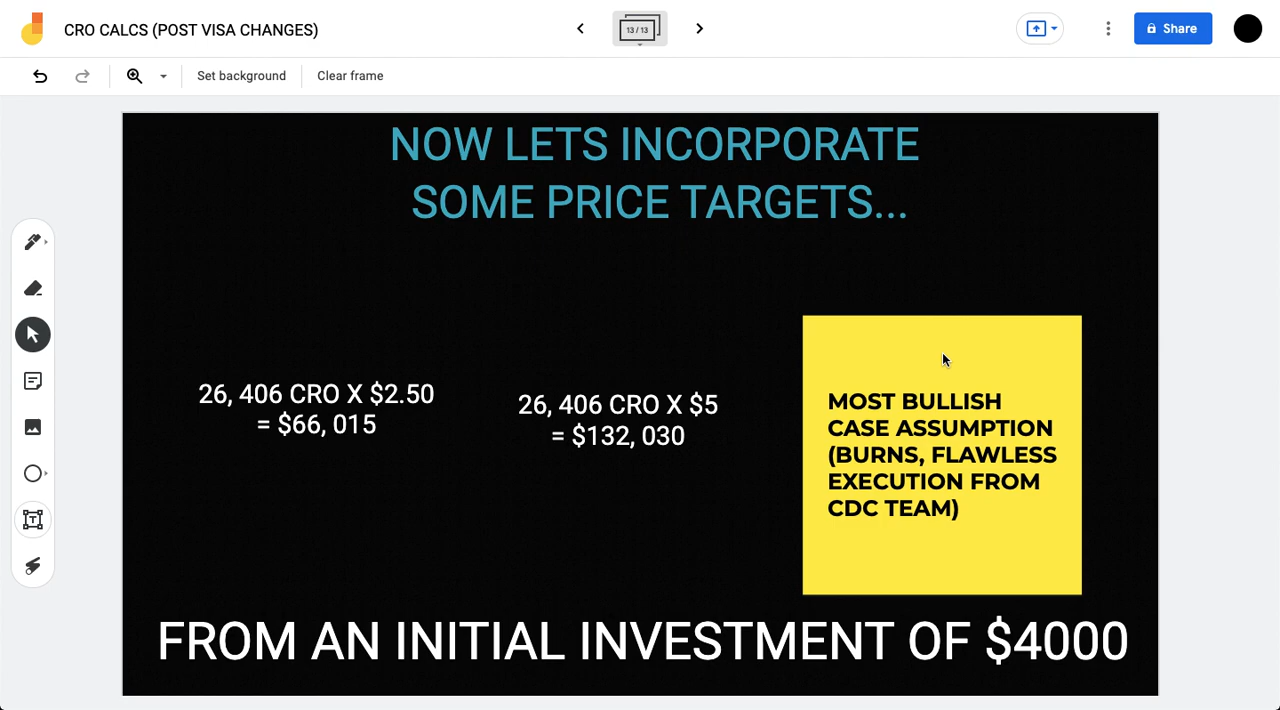 CRO CALCS (POST VISA CHANGES)
13 / 13
Share
Set background
Clear frame
NOW LETS INCORPORATE
SOME PRICE TARGETS...
26, 406 CRO X $2.50
= $66, 015
26, 406 CRO X $5
= $132, 030
MOST BULLISH
CASE ASSUMPTION
(BURNS, FLAWLESS
EXECUTION FROM
CDC TEAM)
FROM AN INITIAL INVESTMENT OF $4000